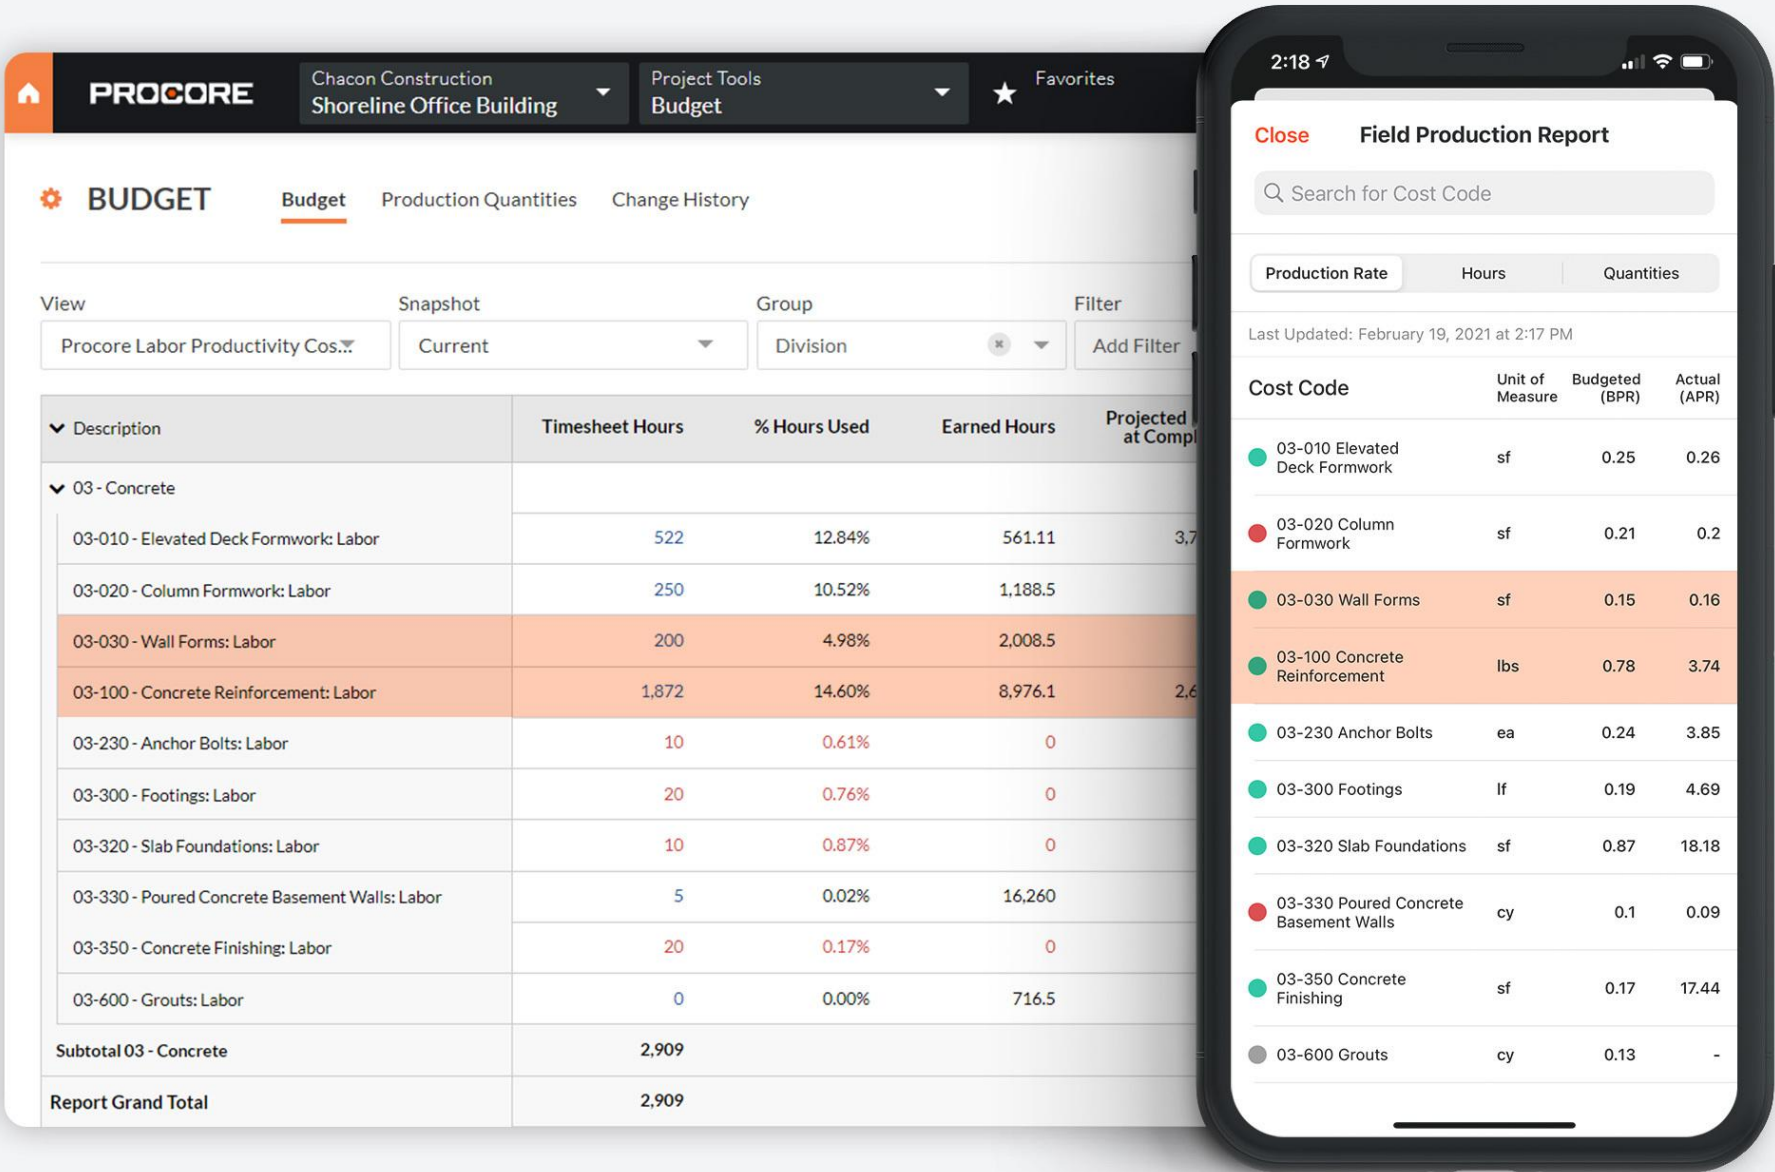 PROCORE
Chacon Construction
Shoreline Office Building
Project Tools
Budget
Favorites
BUDGET
Budget Production Quantities Change History
View Snapshot Group Filter
Procore Labor Productivity Cos... Current Division Add Filter
Description Timesheet Hours % Hours Used Earned Hours Projected
at Compl
03 - Concrete
03-010 - Elevated Deck Formwork: Labor 522 12.84% 561.11 3,7
03-020 - Column Formwork: Labor 250 10.52% 1,188.5
03-030 - Wall Forms: Labor 200 4.98% 2,008.5
03-100 - Concrete Reinforcement: Labor 1,872 14.60% 8,976.1 2,6
03-230 - Anchor Bolts: Labor 10 0.61% 0
03-300 - Footings: Labor 20 0.76% 0
03-320 - Slab Foundations: Labor 10 0.87% 0
03-330 - Poured Concrete Basement Walls: Labor 5 0.02% 16,260
03-350 - Concrete Finishing: Labor 20 0.17% 0
03-600 - Grouts: Labor 0 0.00% 716.5
Subtotal 03 - Concrete 2,909
Report Grand Total 2,909
2:18
Close Field Production Report
Search for Cost Code
Production Rate Hours Quantities
Last Updated: February 19, 2021 at 2:17 PM
Cost Code Unit of Measure Budgeted (BPR) Actual (APR)
03-010 Elevated
Deck Formwork sf 0.25 0.26
03-020 Column
Formwork sf 0.21 0.2
03-030 Wall Forms sf 0.15 0.16
03-100 Concrete
Reinforcement lbs 0.78 3.74
03-230 Anchor Bolts ea 0.24 3.85
03-300 Footings lf 0.19 4.69
03-320 Slab Foundations sf 0.87 18.18
03-330 Poured Concrete
Basement Walls cy 0.1 0.09
03-350 Concrete
Finishing sf 0.17 17.44
03-600 Grouts cy 0.13 -